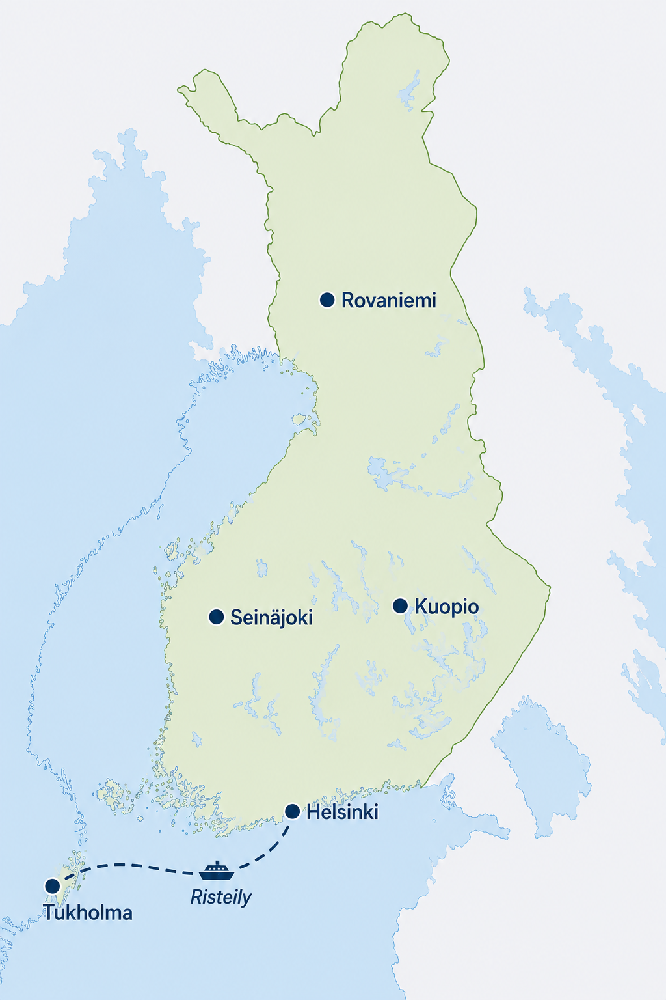 Rovaniemi
Seinäjoki
Kuopio
Helsinki
Risteily
Tukholma